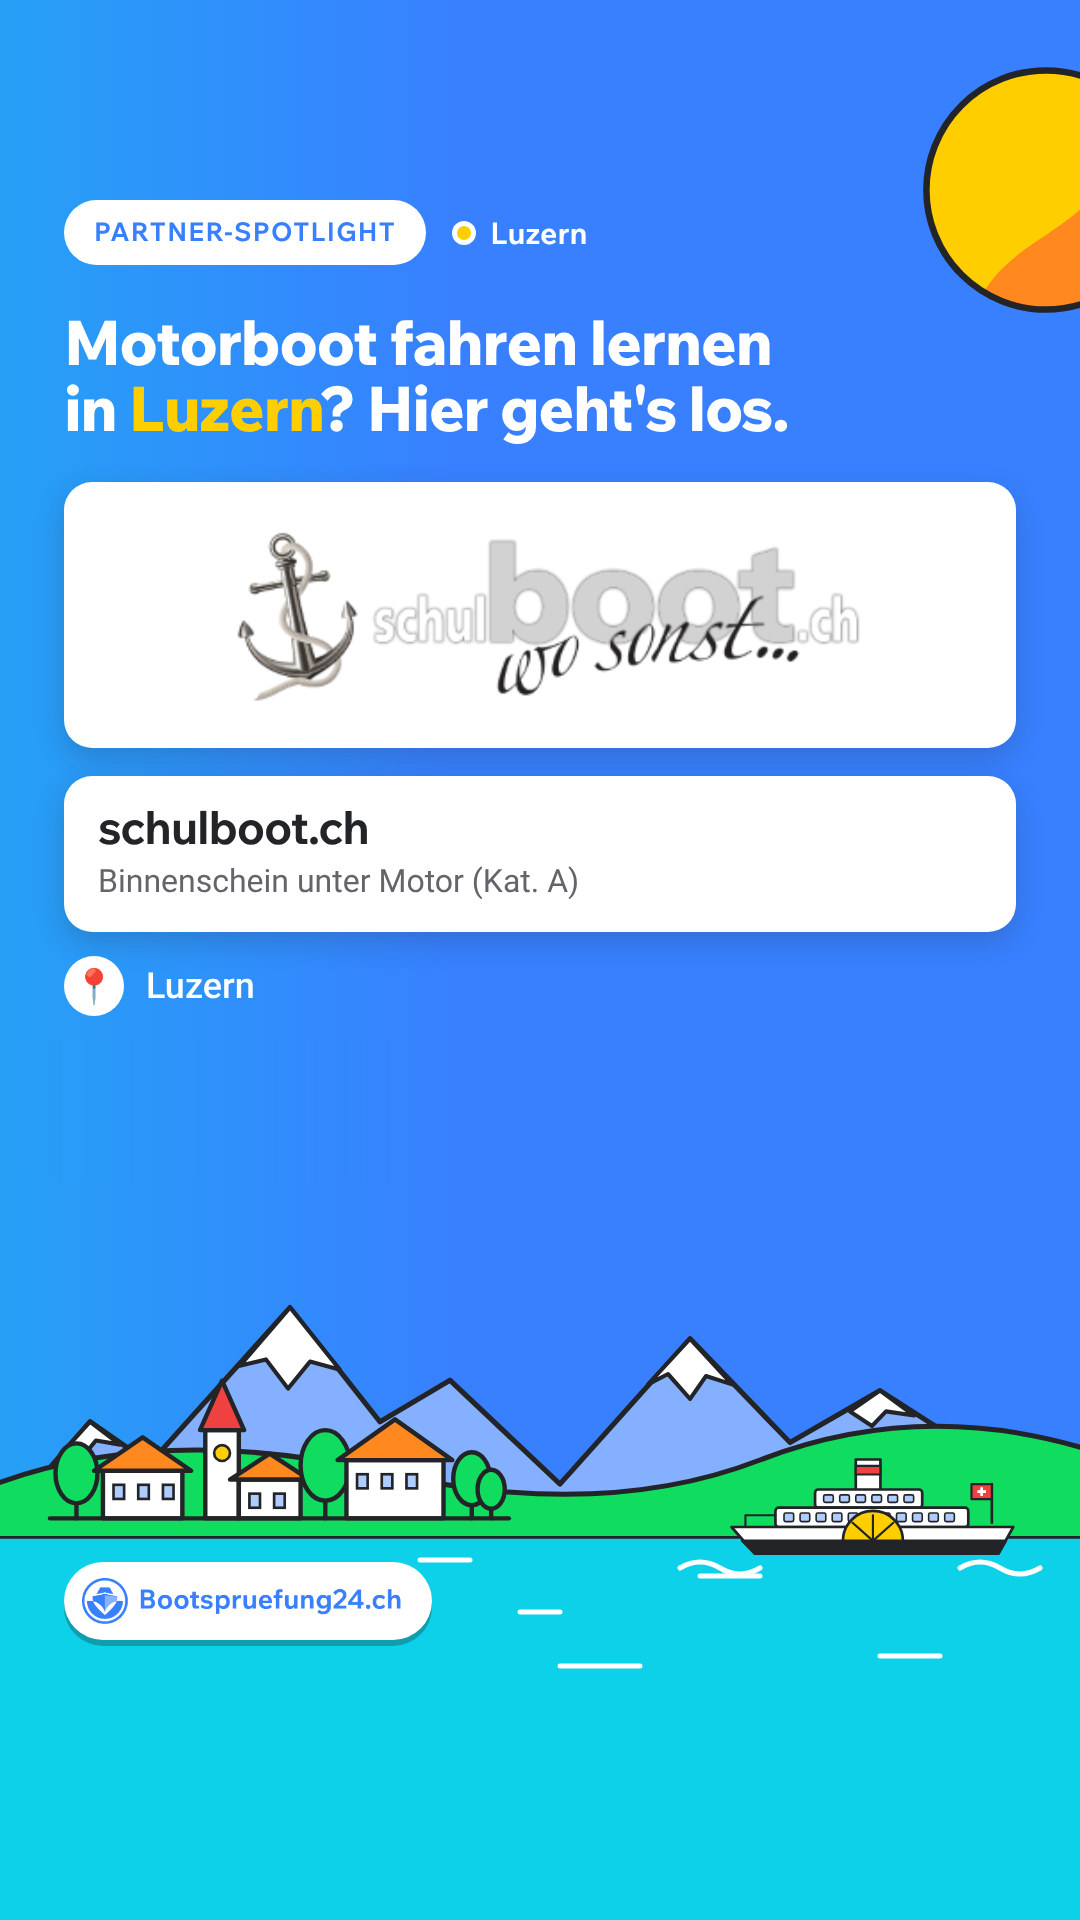 PARTNER-SPOTLIGHT
Luzern
Motorboot fahren lernen
in Luzern? Hier geht's los.
schulboot.ch
wo sonst...
schulboot.ch
Binnenschein unter Motor (Kat. A)
Luzern
Bootspruefung24.ch